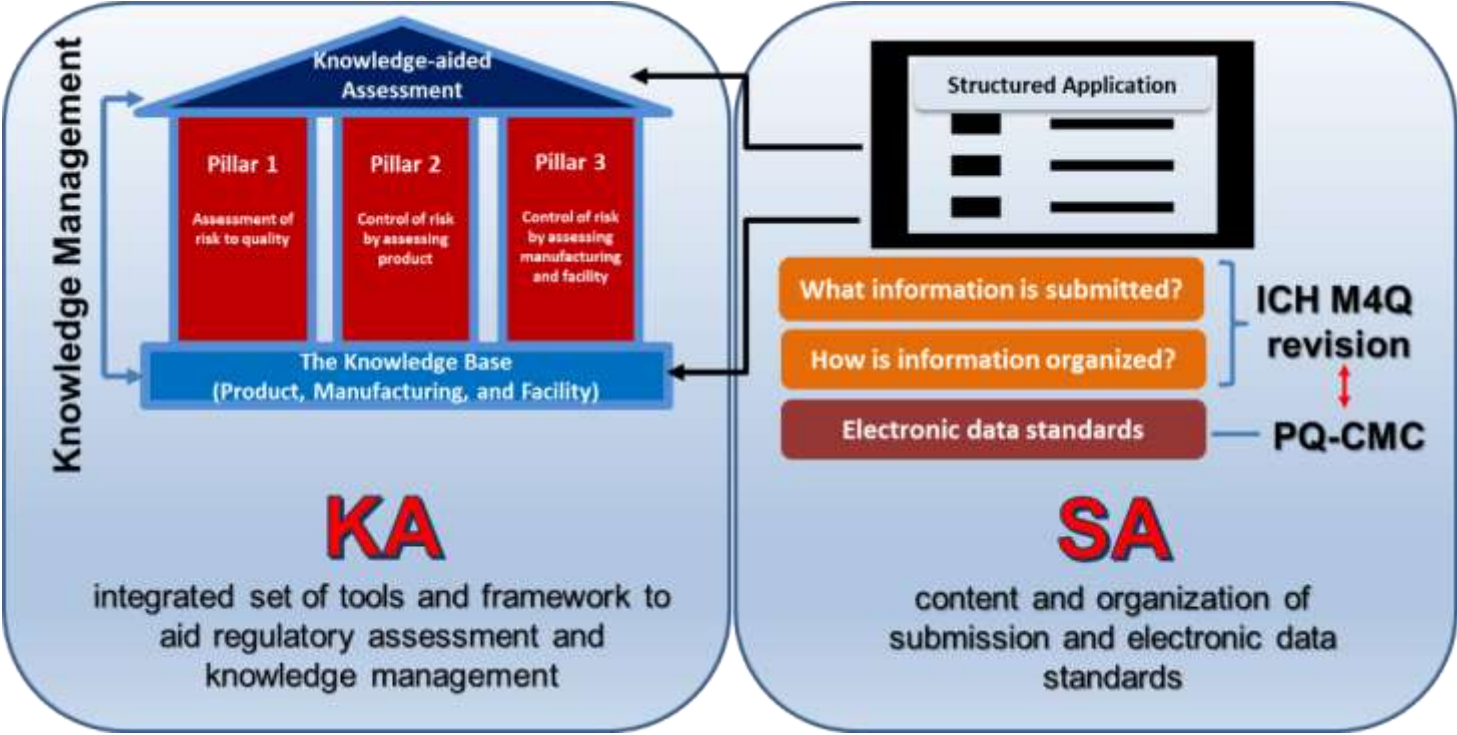 Knowledge Management
Knowledge-aided
Assessment
Pillar 1
Assessment of
risk to quality
Pillar 2
Control of risk
by assessing
product
Pillar 3
Control of risk
by assessing
manufacturing
and facility
The Knowledge Base
(Product, Manufacturing, and Facility)
KA
integrated set of tools and framework to
aid regulatory assessment and
knowledge management
Structured Application
What information is submitted?
How is information organized?
Electronic data standards
ICH M4Q
revision
PQ-CMC
SA
content and organization of
submission and electronic data
standards